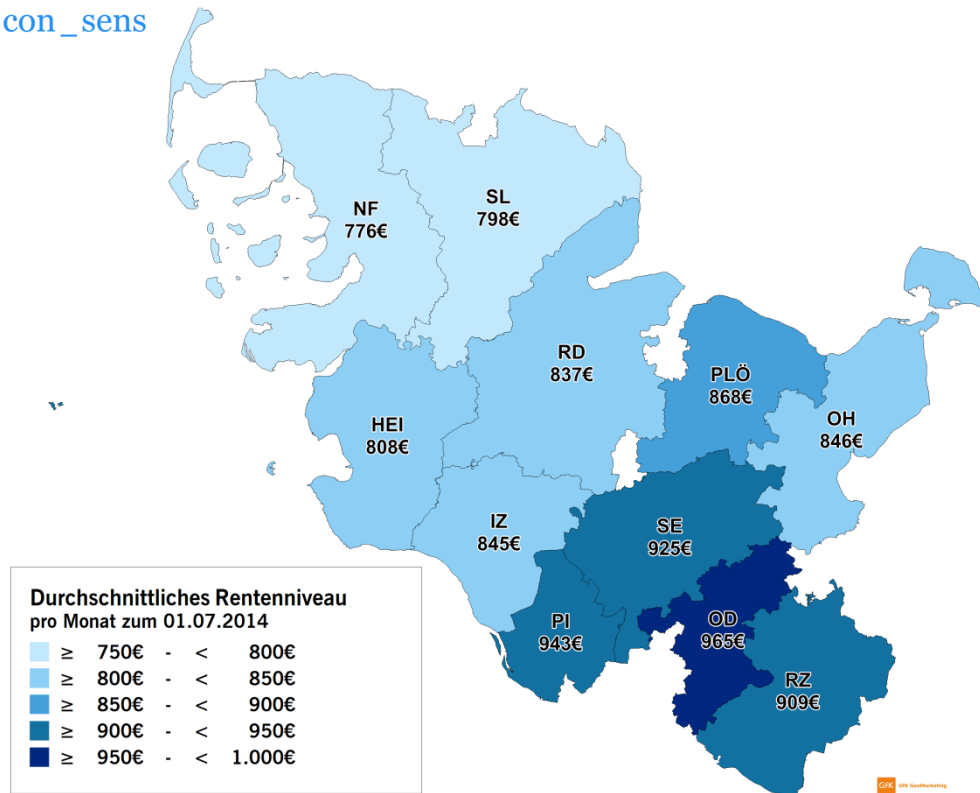 con_sens
NF
776€
SL
798€
RD
837€
PLÖ
868€
OH
846€
HEI
808€
IZ
845€
SE
925€
PI
943€
OD
965€
RZ
909€
Durchschnittliches Rentenniveau
pro Monat zum 01.07.2014
≥ 750€ - < 800€
≥ 800€ - < 850€
≥ 850€ - < 900€
≥ 900€ - < 950€
≥ 950€ - < 1.000€
GfK GfK GeoMarketing